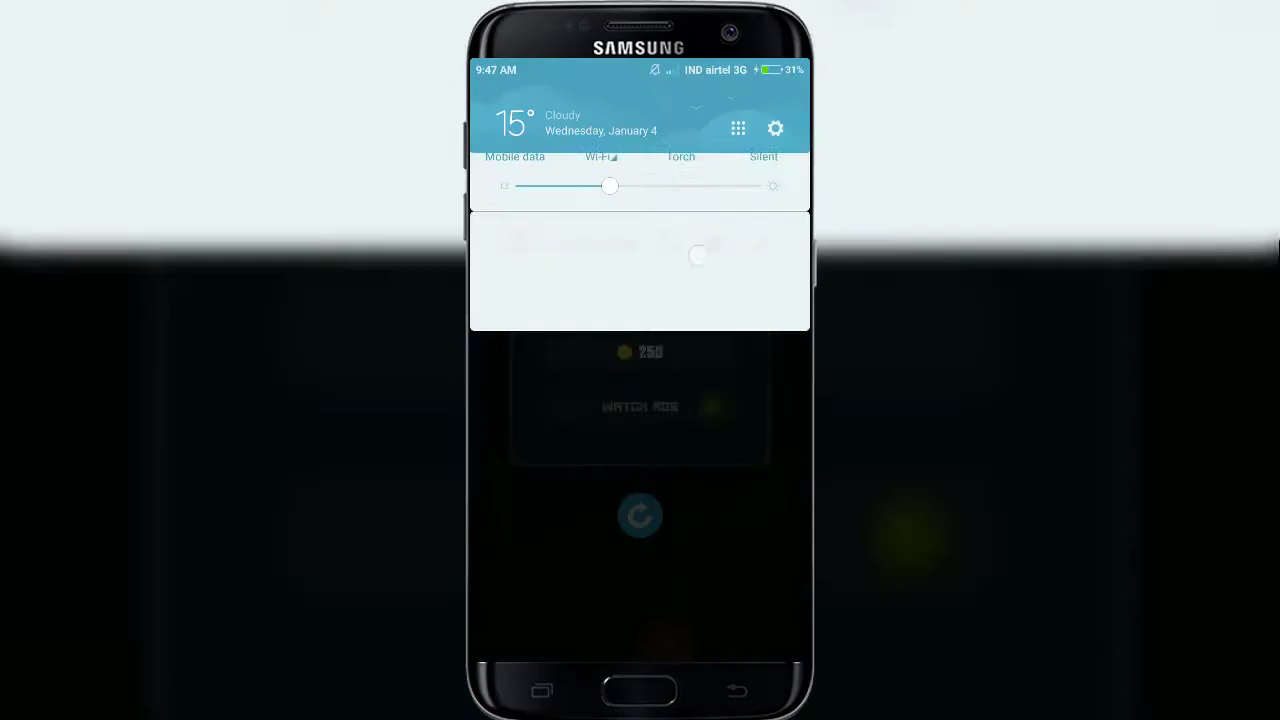 SAMSUNG
9:47 AM IND airtel 3G 31%
15° Cloudy
Wednesday, January 4
Mobile data Wi-Fi Torch Silent
250
WATCH ADS